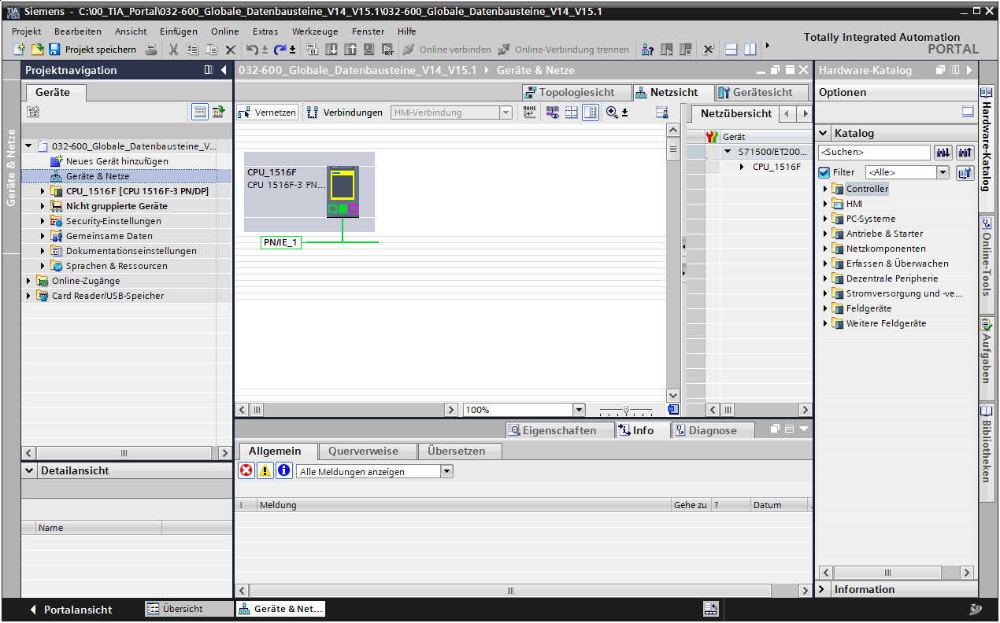 Siemens - C:\00_TIA_Portal\032-600_Globale_Datenbausteine_V14_V15.1\032-600_Globale_Datenbausteine_V14_V15.1
Projekt Bearbeiten Ansicht Einfügen Online Extras Werkzeuge Fenster Hilfe
Totally Integrated Automation
PORTAL
Projekt speichern Online verbinden Online-Verbindung trennen
Projektnavigation
Geräte
Geräte & Netze
032-600_Globale_Datenbausteine_V...
Neues Gerät hinzufügen
Geräte & Netze
CPU_1516F [CPU 1516F-3 PN/DP]
Nicht gruppierte Geräte
Security-Einstellungen
Gemeinsame Daten
Dokumentationseinstellungen
Sprachen & Ressourcen
Online-Zugänge
Card Reader/USB-Speicher
Detailansicht
Name
032-600_Globale_Datenbausteine_V14_V15.1 Geräte & Netze
Topologiesicht Netzsicht Gerätesicht
Vernetzen Verbindungen HMI-Verbindung
CPU_1516F
CPU 1516F-3 PN...
PN/IE_1
100%
Netzübersicht
Gerät
S71500/ET200...
CPU_1516F
Eigenschaften Info Diagnose
Allgemein Querverweise Übersetzen
Alle Meldungen anzeigen
! Meldung Gehe zu ? Datum
Hardware-Katalog
Optionen
Katalog
<Suchen>
Filter <Alle>
Controller
HMI
PC-Systeme
Antriebe & Starter
Netzkomponenten
Erfassen & Überwachen
Dezentrale Peripherie
Stromversorgung und -ve...
Feldgeräte
Weitere Feldgeräte
Information
Hardware-Katalog
Online-Tools
Aufgaben
Bibliotheken
Portalansicht Übersicht Geräte & Net...